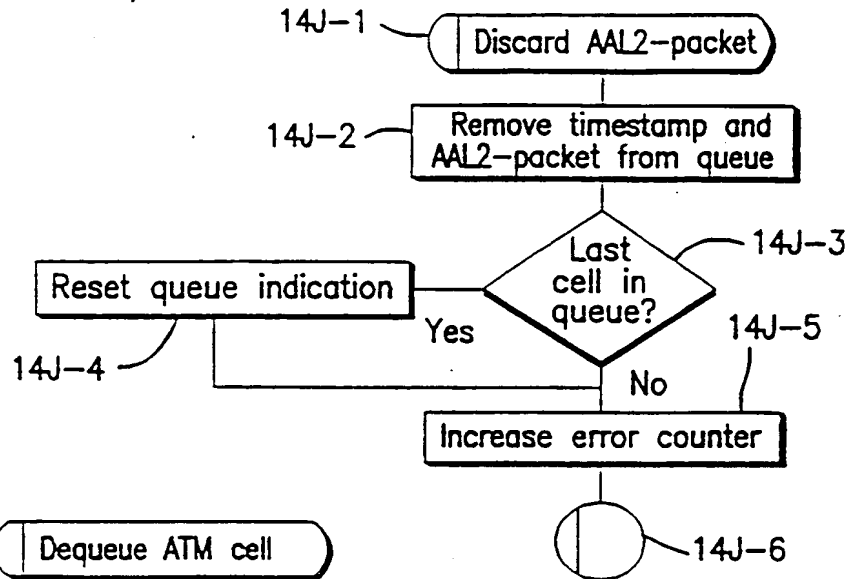 14J-1
Discard AAL2-packet
14J-2
Remove timestamp and
AAL2-packet from queue
14J-3
Last
cell in
queue?
Reset queue indication
Yes
14J-4
14J-5
No
Increase error counter
Dequeue ATM cell
14J-6